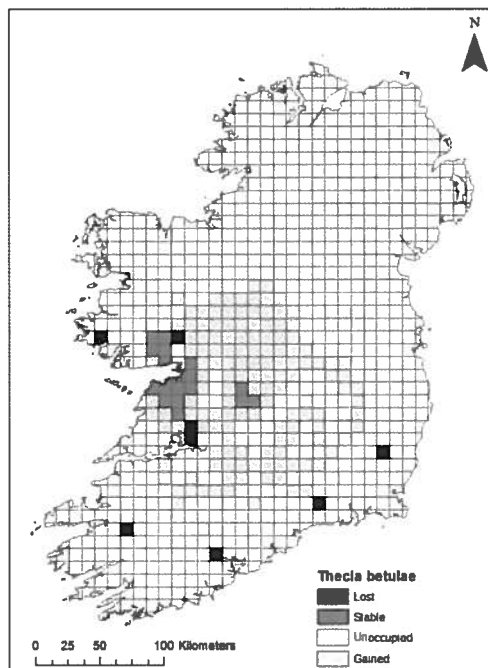 N
Thecla betulae
Lost
Stable
Unoccupied
Gained
0 25 50 100 Kilometers